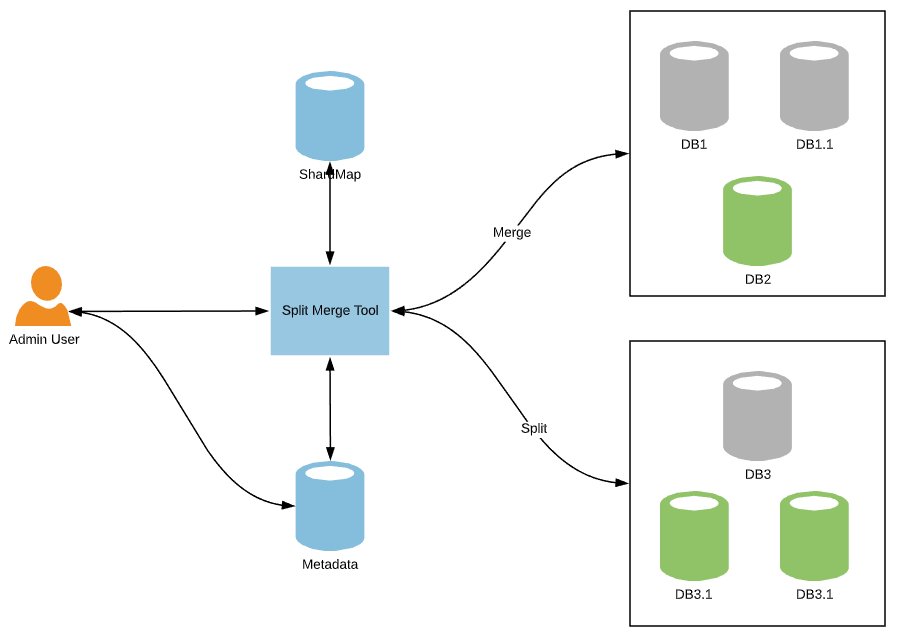 DB1
DB1.1
ShardMap
Merge
DB2
Split Merge Tool
Admin User
Split
DB3
Metadata
DB3.1
DB3.1